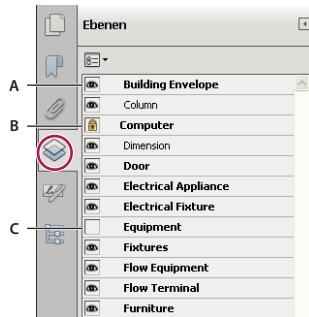 Ebenen
A Building Envelope
Column
B Computer
Dimension
Door
Electrical Appliance
Electrical Fixture
C Equipment
Fixtures
Flow Equipment
Flow Terminal
Furniture